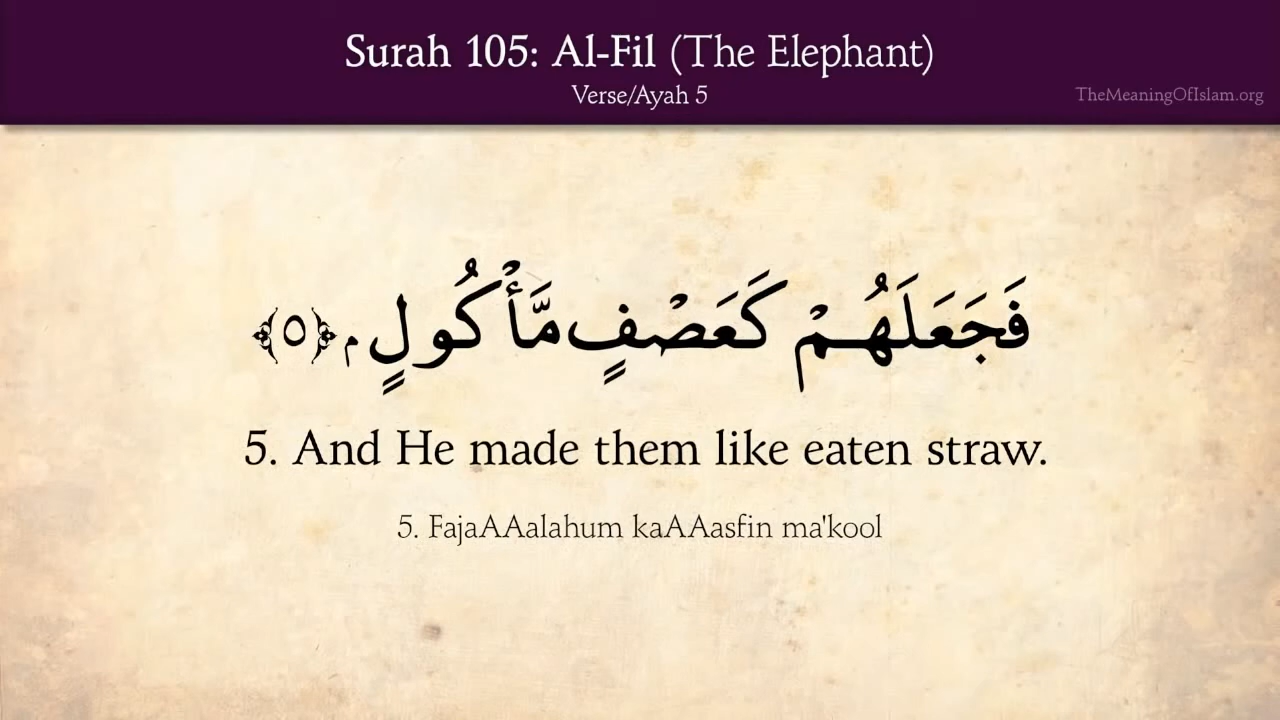 Surah 105: Al-Fil (The Elephant)
Verse/Ayah 5
TheMeaningOfIslam.org
فَجَعَلَهُمْ كَعَصْفٍ مَّأْكُولٍ م ﴿٥﴾
5. And He made them like eaten straw.
5. FajaAAalahum kaAAasfin ma'kool